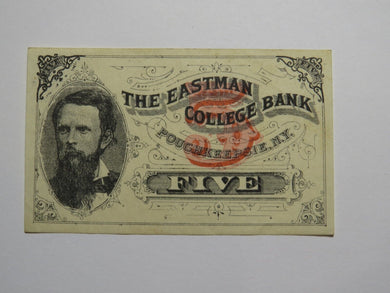 THE EASTMAN
COLLEGE BANK
POUGHKEEPSIE, N.Y.
FIVE